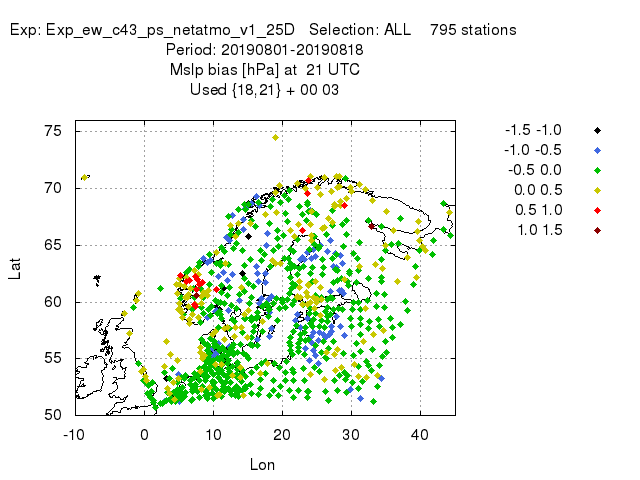 Exp: Exp_ew_c43_ps_netatmo_v1_25D   Selection: ALL    795 stations
Period: 20190801-20190818
Mslp bias [hPa] at  21 UTC
Used {18,21} + 00 03
75
70
65
60
55
50
Lat
-10 0 10 20 30 40
Lon
-1.5 -1.0
-1.0 -0.5
-0.5 0.0
0.0 0.5
0.5 1.0
1.0 1.5